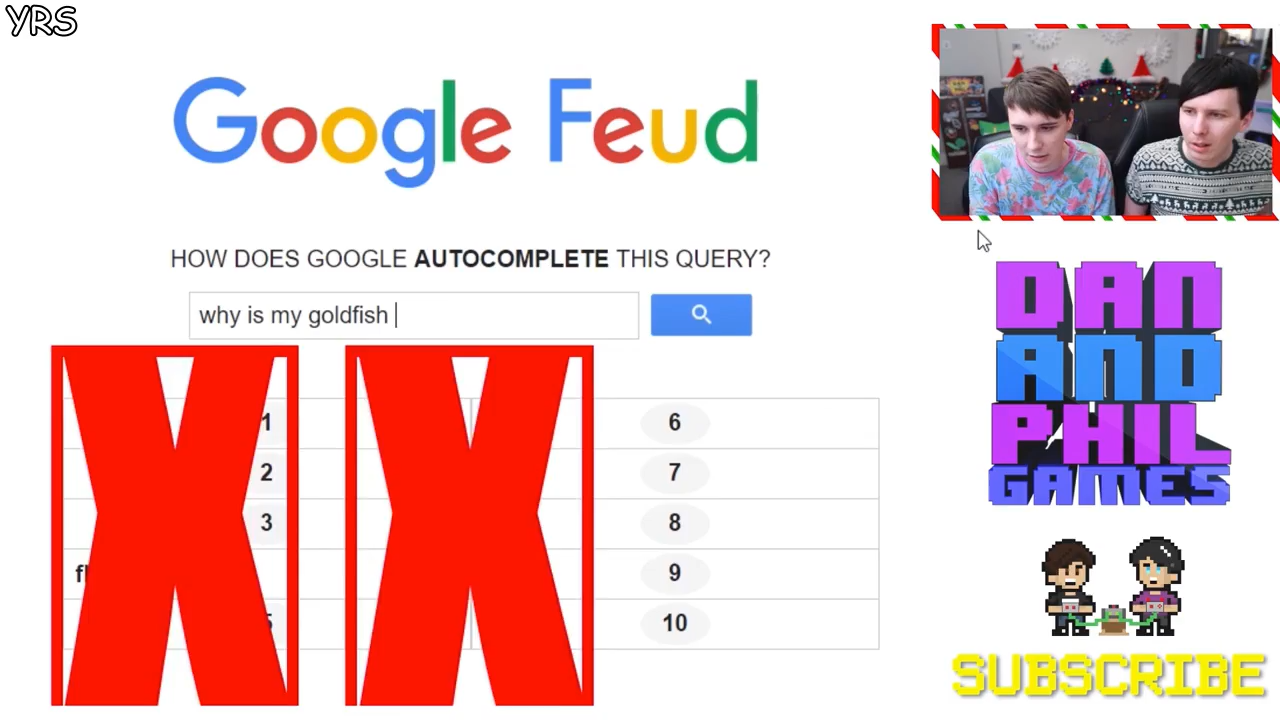 YRS
Google Feud
HOW DOES GOOGLE AUTOCOMPLETE THIS QUERY?
why is my goldfish
1
6
2
7
3
8
9
5
10
DAN
AND
PHIL
GAMES
SUBSCRIBE